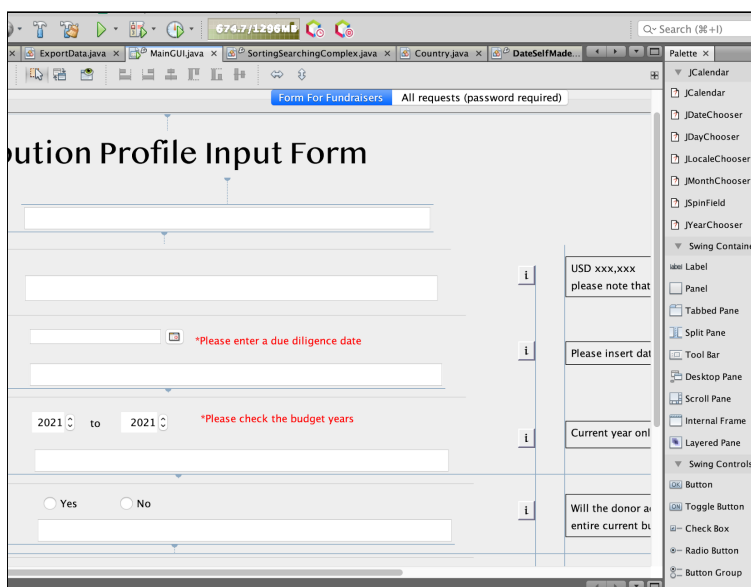 674.7/1296MB
Search (⌘+I)
ExportData.java
MainGUI.java
SortingSearchingComplex.java
Country.java
DateSelfMade...
Palette
Form For Fundraisers
All requests (password required)
bution Profile Input Form
USD xxx,xxx
please note that
*Please enter a due diligence date
Please insert dat
2021 to 2021
*Please check the budget years
Current year onl
Yes
No
Will the donor a
entire current bu
JCalendar
JCalendar
JDateChooser
JDayChooser
JLocaleChooser
JMonthChooser
JSpinField
JYearChooser
Swing Containe
label Label
Panel
Tabbed Pane
Split Pane
Tool Bar
Desktop Pane
Scroll Pane
Internal Frame
Layered Pane
Swing Controls
OK Button
ON Toggle Button
Check Box
Radio Button
Button Group